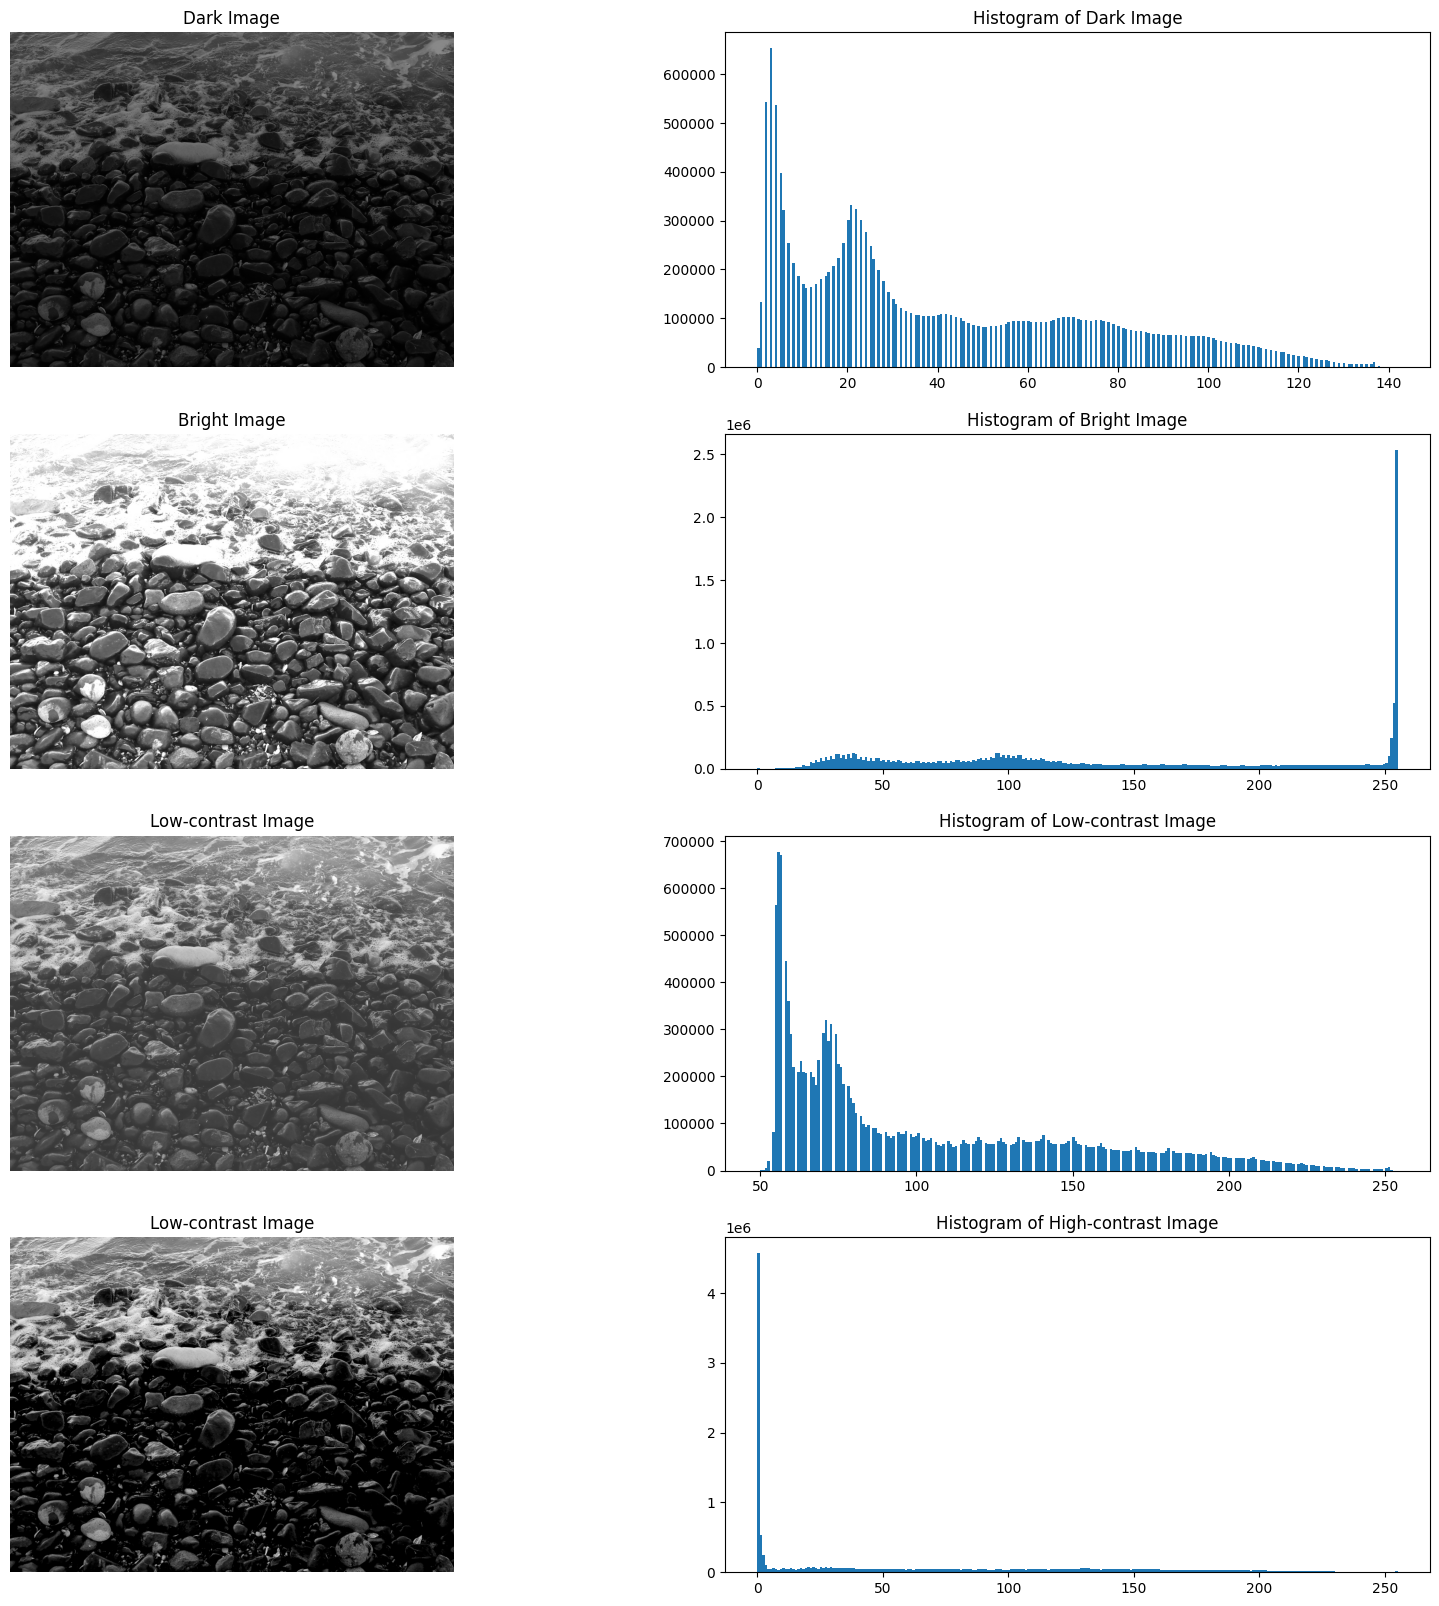 Dark Image
Histogram of Dark Image
600000
500000
400000
300000
200000
100000
0
0 20 40 60 80 100 120 140
Bright Image
Histogram of Bright Image
1e6
2.5
2.0
1.5
1.0
0.5
0.0
0 50 100 150 200 250
Low-contrast Image
Histogram of Low-contrast Image
700000
600000
500000
400000
300000
200000
100000
0
50 100 150 200 250
Low-contrast Image
Histogram of High-contrast Image
1e6
4
3
2
1
0
0 50 100 150 200 250